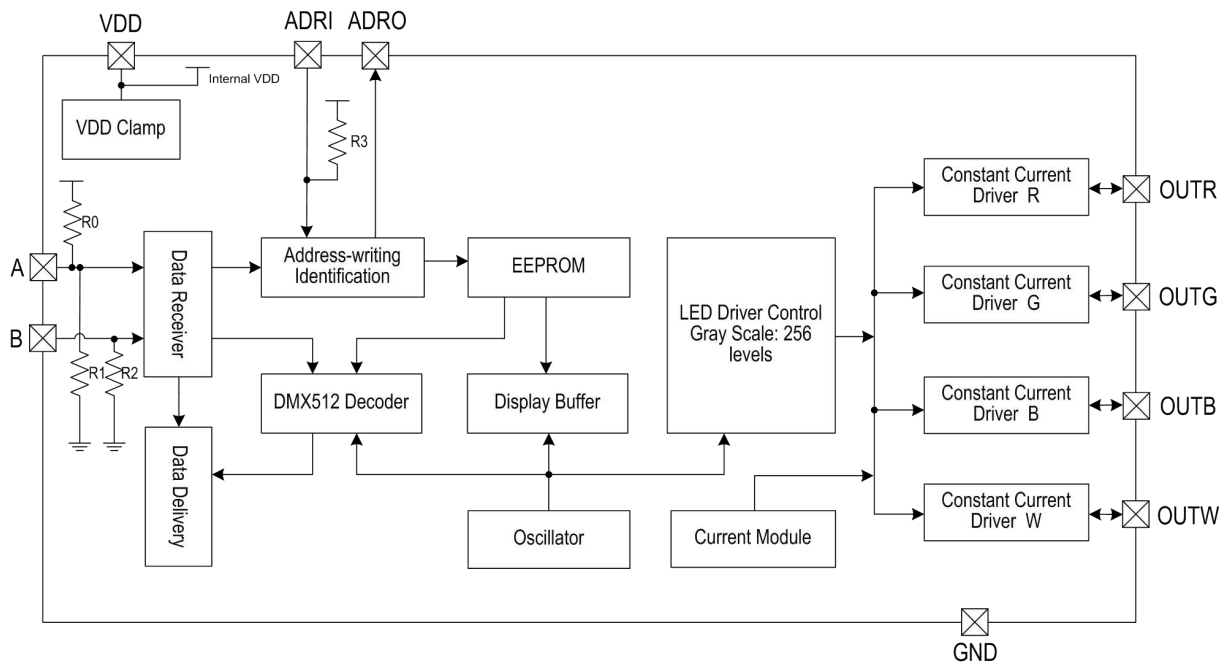 VDD
ADRI
ADRO
Internal VDD
VDD Clamp
R3
R0
A
B
R1
R2
Data Receiver
Address-writing
Identification
EEPROM
DMX512 Decoder
Display Buffer
Data Delivery
Oscillator
LED Driver Control
Gray Scale: 256
levels
Current Module
Constant Current
Driver R
OUTR
Constant Current
Driver G
OUTG
Constant Current
Driver B
OUTB
Constant Current
Driver W
OUTW
GND